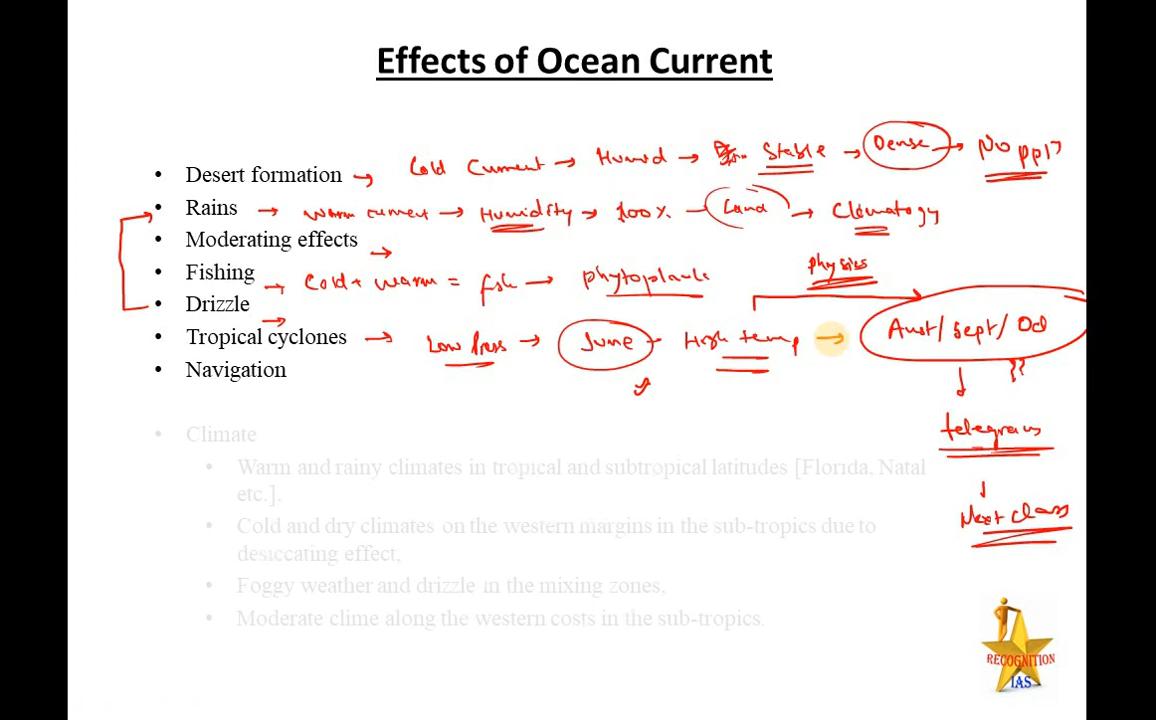 Effects of Ocean Current
• Desert formation → Cold Current → Humid → Stable → Dense → No pptn
• Rains → Warm current → Humidity → 100% → Land → Climatogy
• Moderating effects →
physics
• Fishing → Cold + warm = fish → phytoplank
• Drizzle →
• Tropical cyclones → Low Press → June → High temp → Aust/ Sept/ Oct
??
• Navigation
telegram
• Climate
• Warm and rainy climates in tropical and subtropical latitudes [Florida, Natal
etc.],
Next class
• Cold and dry climates on the western margins in the sub-tropics due to
desiccating effect,
• Foggy weather and drizzle in the mixing zones,
• Moderate clime along the western costs in the sub-tropics.
RECOGNITION
IAS